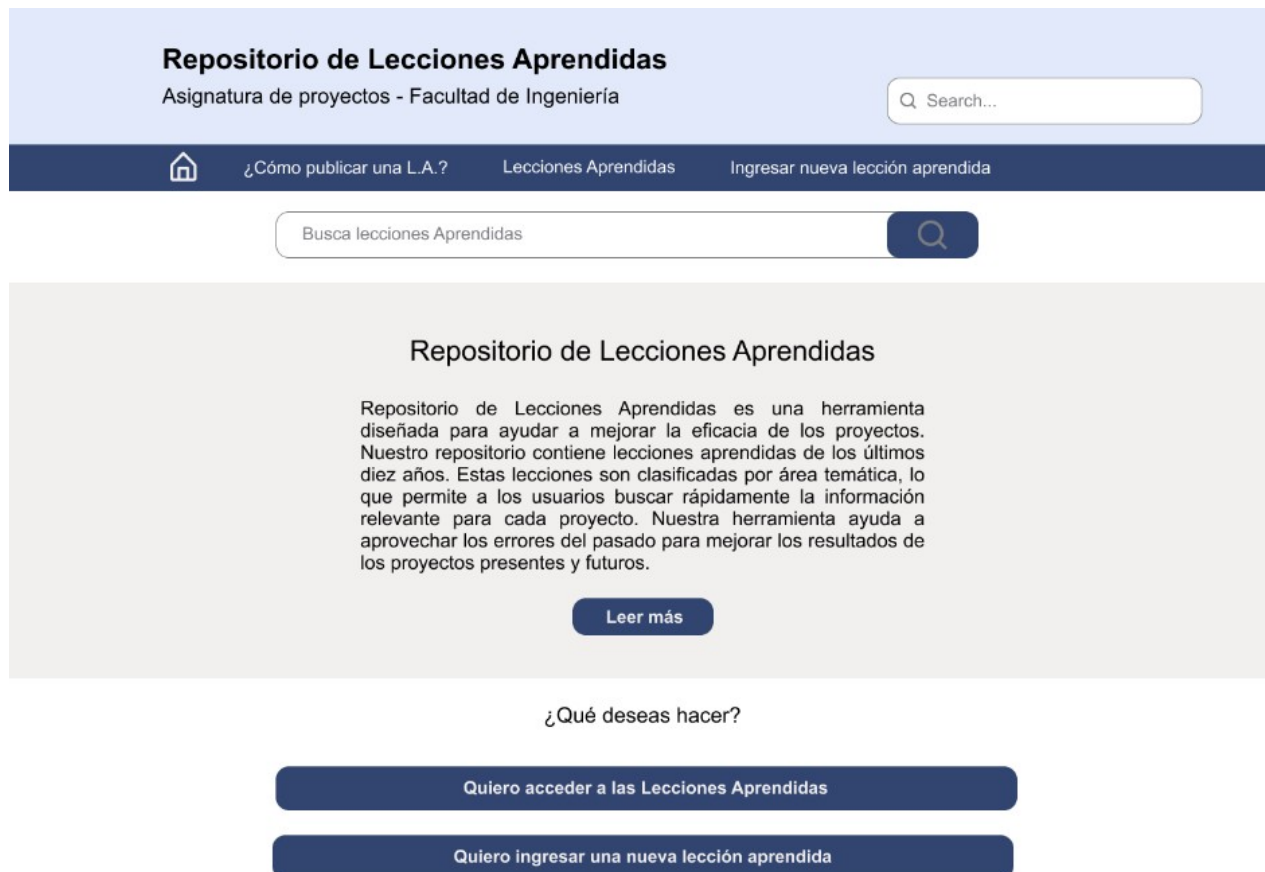 Repositorio de Lecciones Aprendidas
Asignatura de proyectos - Facultad de Ingeniería
Search...
¿Cómo publicar una L.A.?
Lecciones Aprendidas
Ingresar nueva lección aprendida
Busca lecciones Aprendidas
Repositorio de Lecciones Aprendidas
Repositorio de Lecciones Aprendidas es una herramienta
diseñada para ayudar a mejorar la eficacia de los proyectos.
Nuestro repositorio contiene lecciones aprendidas de los últimos
diez años. Estas lecciones son clasificadas por área temática, lo
que permite a los usuarios buscar rápidamente la información
relevante para cada proyecto. Nuestra herramienta ayuda a
aprovechar los errores del pasado para mejorar los resultados de
los proyectos presentes y futuros.
Leer más
¿Qué deseas hacer?
Quiero acceder a las Lecciones Aprendidas
Quiero ingresar una nueva lección aprendida